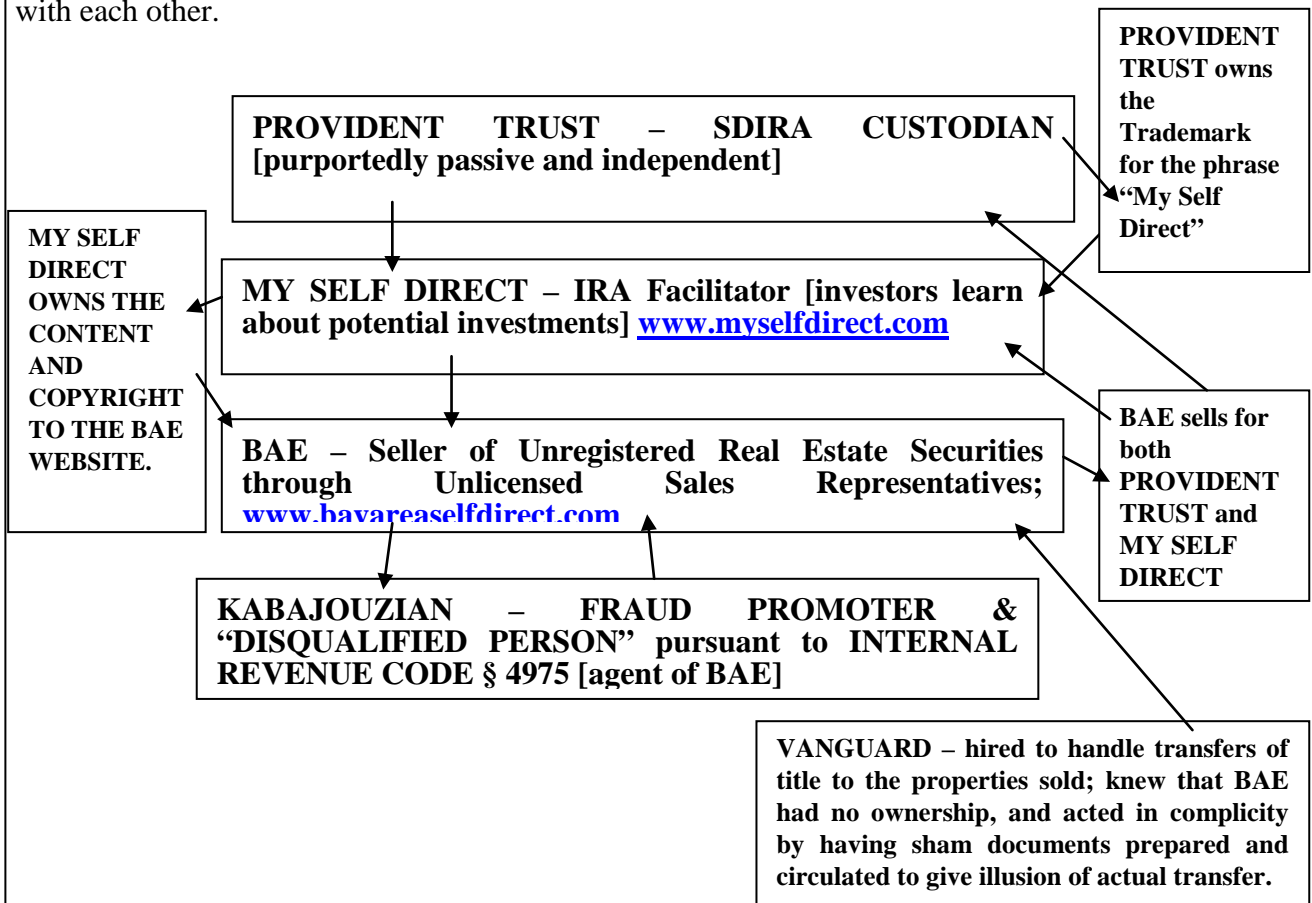 with each other.
PROVIDENT
TRUST owns
the
Trademark
for the phrase
“My Self
Direct”
PROVIDENT TRUST – SDIRA CUSTODIAN
[purportedly passive and independent]
MY SELF
DIRECT
OWNS THE
CONTENT
AND
COPYRIGHT
TO THE BAE
WEBSITE.
MY SELF DIRECT – IRA Facilitator [investors learn
about potential investments] www.myselfdirect.com
BAE – Seller of Unregistered Real Estate Securities
through Unlicensed Sales Representatives;
www.bayareaselfdirect.com
BAE sells for
both
PROVIDENT
TRUST and
MY SELF
DIRECT
KABAJOUZIAN – FRAUD PROMOTER &
“DISQUALIFIED PERSON” pursuant to INTERNAL
REVENUE CODE § 4975 [agent of BAE]
VANGUARD – hired to handle transfers of
title to the properties sold; knew that BAE
had no ownership, and acted in complicity
by having sham documents prepared and
circulated to give illusion of actual transfer.